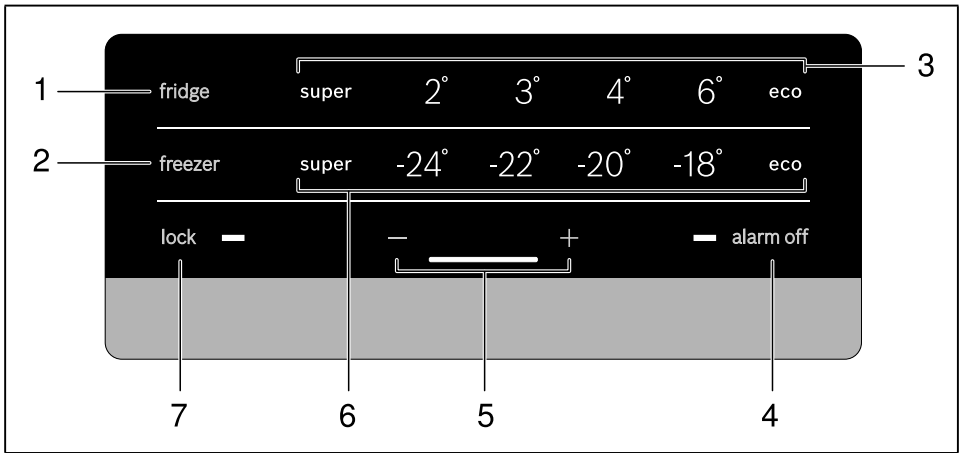 3
1 fridge super 2° 3° 4° 6° eco
2 freezer super -24° -22° -20° -18° eco
lock − + alarm off
7 6 5 4